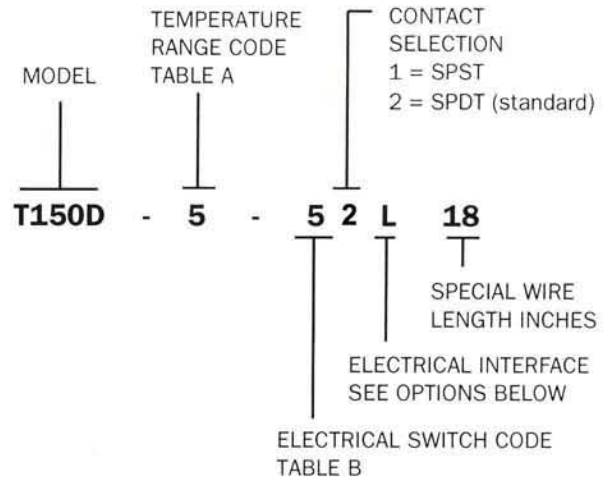 TEMPERATURE
RANGE CODE
TABLE A
CONTACT
SELECTION
1 = SPST
2 = SPDT (standard)
MODEL
T150D - 5 - 5 2 L 18
SPECIAL WIRE
LENGTH INCHES
ELECTRICAL INTERFACE
SEE OPTIONS BELOW
ELECTRICAL SWITCH CODE
TABLE B